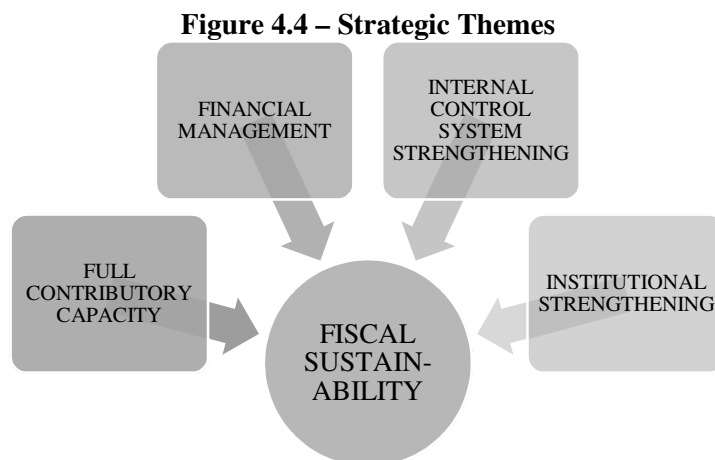 Figure 4.4 – Strategic Themes
FINANCIAL
MANAGEMENT
INTERNAL
CONTROL
SYSTEM
STRENGTHENING
FULL
CONTRIBUTORY
CAPACITY
INSTITUTIONAL
STRENGTHENING
FISCAL
SUSTAIN-
ABILITY